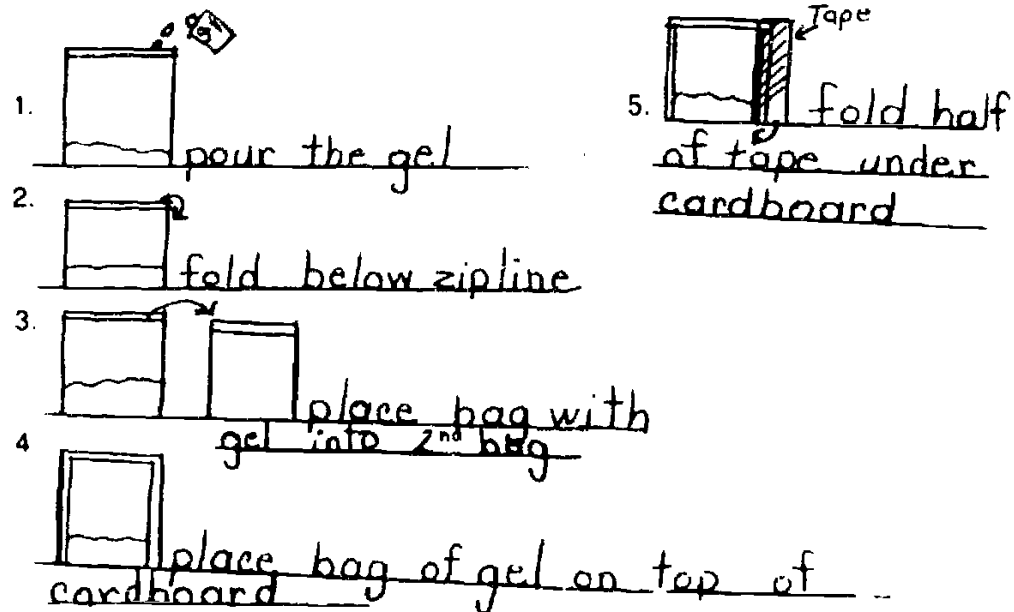 1. pour the gel
2. fold below zipline
3. place bag with
gel into 2nd bag
4 place bag of gel on top of
cardboard
Tape
5. fold half
of tape under
cardboard